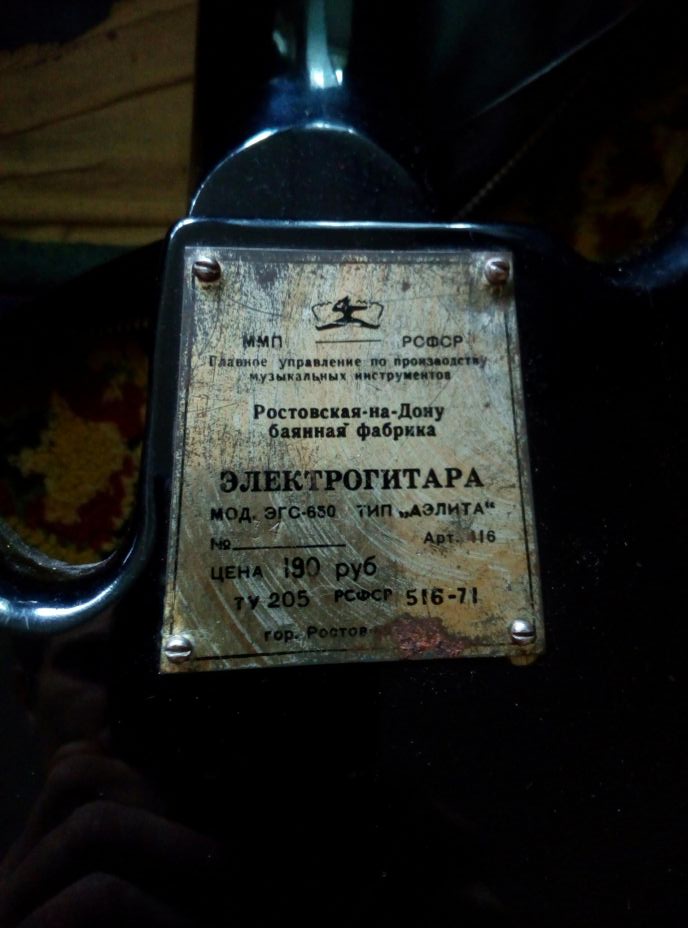 ММП РСФСР
Главное управление по производству
музыкальных инструментов
Ростовская-на-Дону
баянная фабрика
ЭЛЕКТРОГИТАРА
МОД. ЭГС-650 ТИП „АЭЛИТА“
№ Арт. 116
ЦЕНА 190 руб
ТУ 205 РСФСР 516-71
гор. Ростов